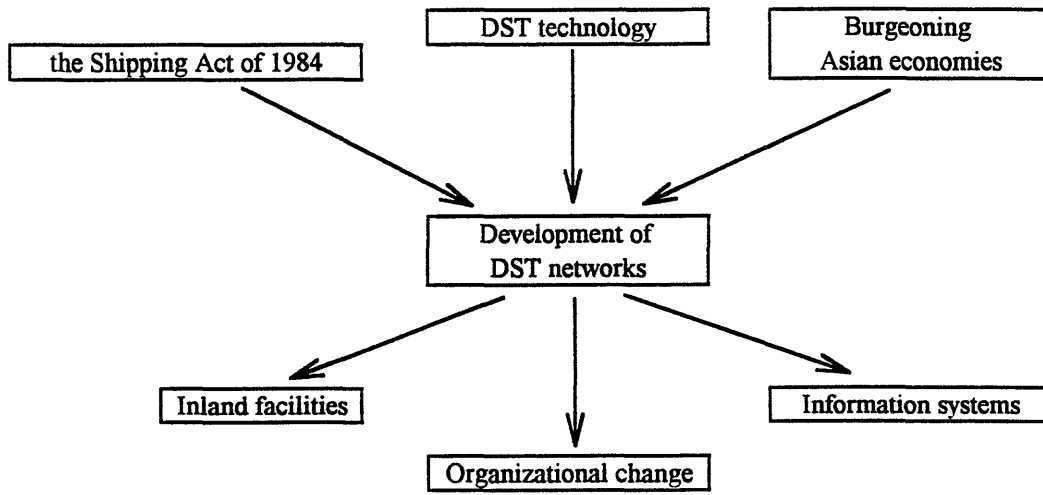 the Shipping Act of 1984
DST technology
Burgeoning
Asian economies
Development of
DST networks
Inland facilities
Information systems
Organizational change